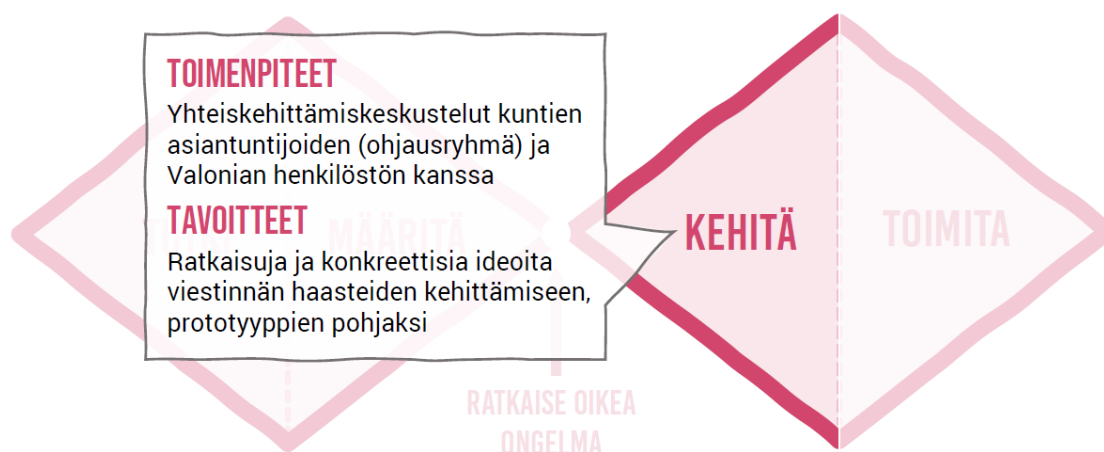 TOIMENPITEET
Yhteiskehittämiskeskustelut kuntien
asiantuntijoiden (ohjausryhmä) ja
Valonian henkilöstön kanssa
TAVOITTEET
Ratkaisuja ja konkreettisia ideoita
viestinnän haasteiden kehittämiseen,
prototyyppien pohjaksi
MÄÄRITÄ
KEHITÄ
TOIMITA
RATKAISE OIKEA
ONGELMA